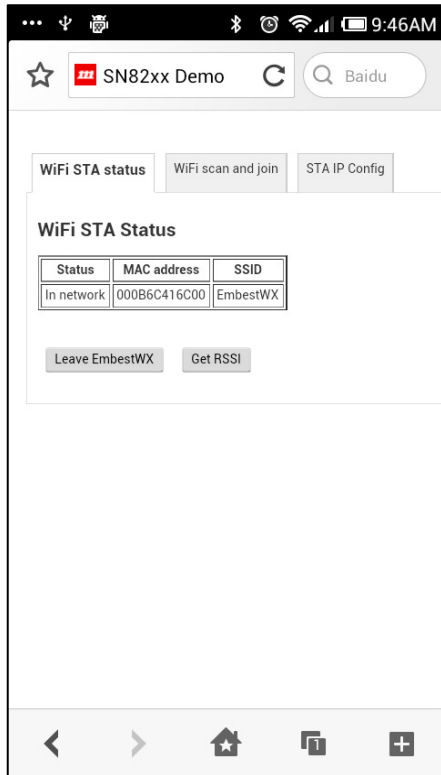 9:46AM
SN82xx Demo
Baidu
WiFi STA status
WiFi scan and join
STA IP Config
WiFi STA Status
Status MAC address SSID
In network 000B6C416C00 EmbestWX
Leave EmbestWX
Get RSSI
1